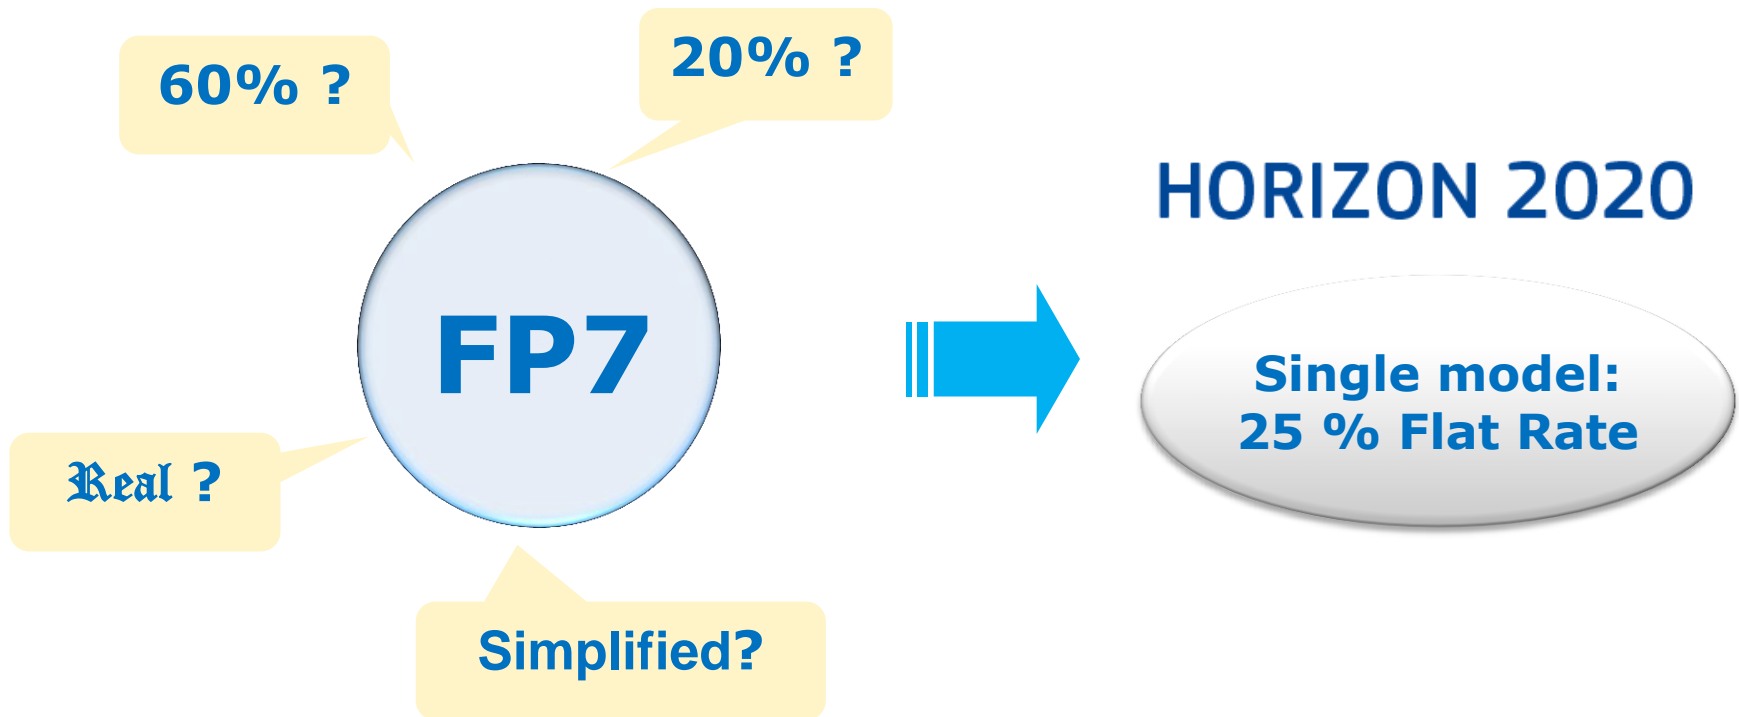 60% ?
20% ?
HORIZON 2020
FP7
Single model:
25 % Flat Rate
Real ?
Simplified?